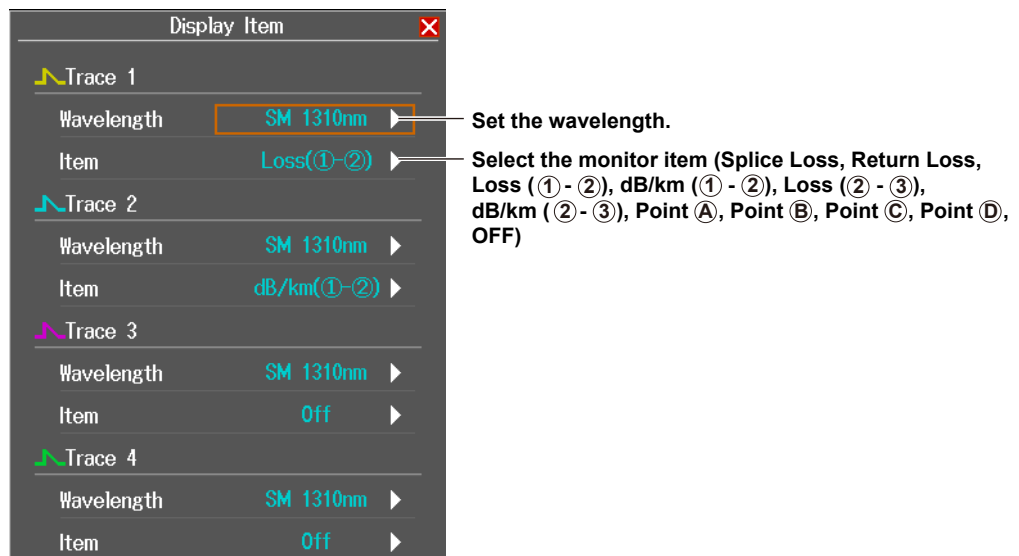 Display Item
Trace 1
Wavelength SM 1310nm
Item Loss(①-②)
Trace 2
Wavelength SM 1310nm
Item dB/km(①-②)
Trace 3
Wavelength SM 1310nm
Item Off
Trace 4
Wavelength SM 1310nm
Item Off
Set the wavelength.
Select the monitor item (Splice Loss, Return Loss,
Loss (① - ②), dB/km (① - ②), Loss (② - ③),
dB/km (② - ③), Point Ⓐ, Point Ⓑ, Point Ⓒ, Point Ⓓ,
OFF)